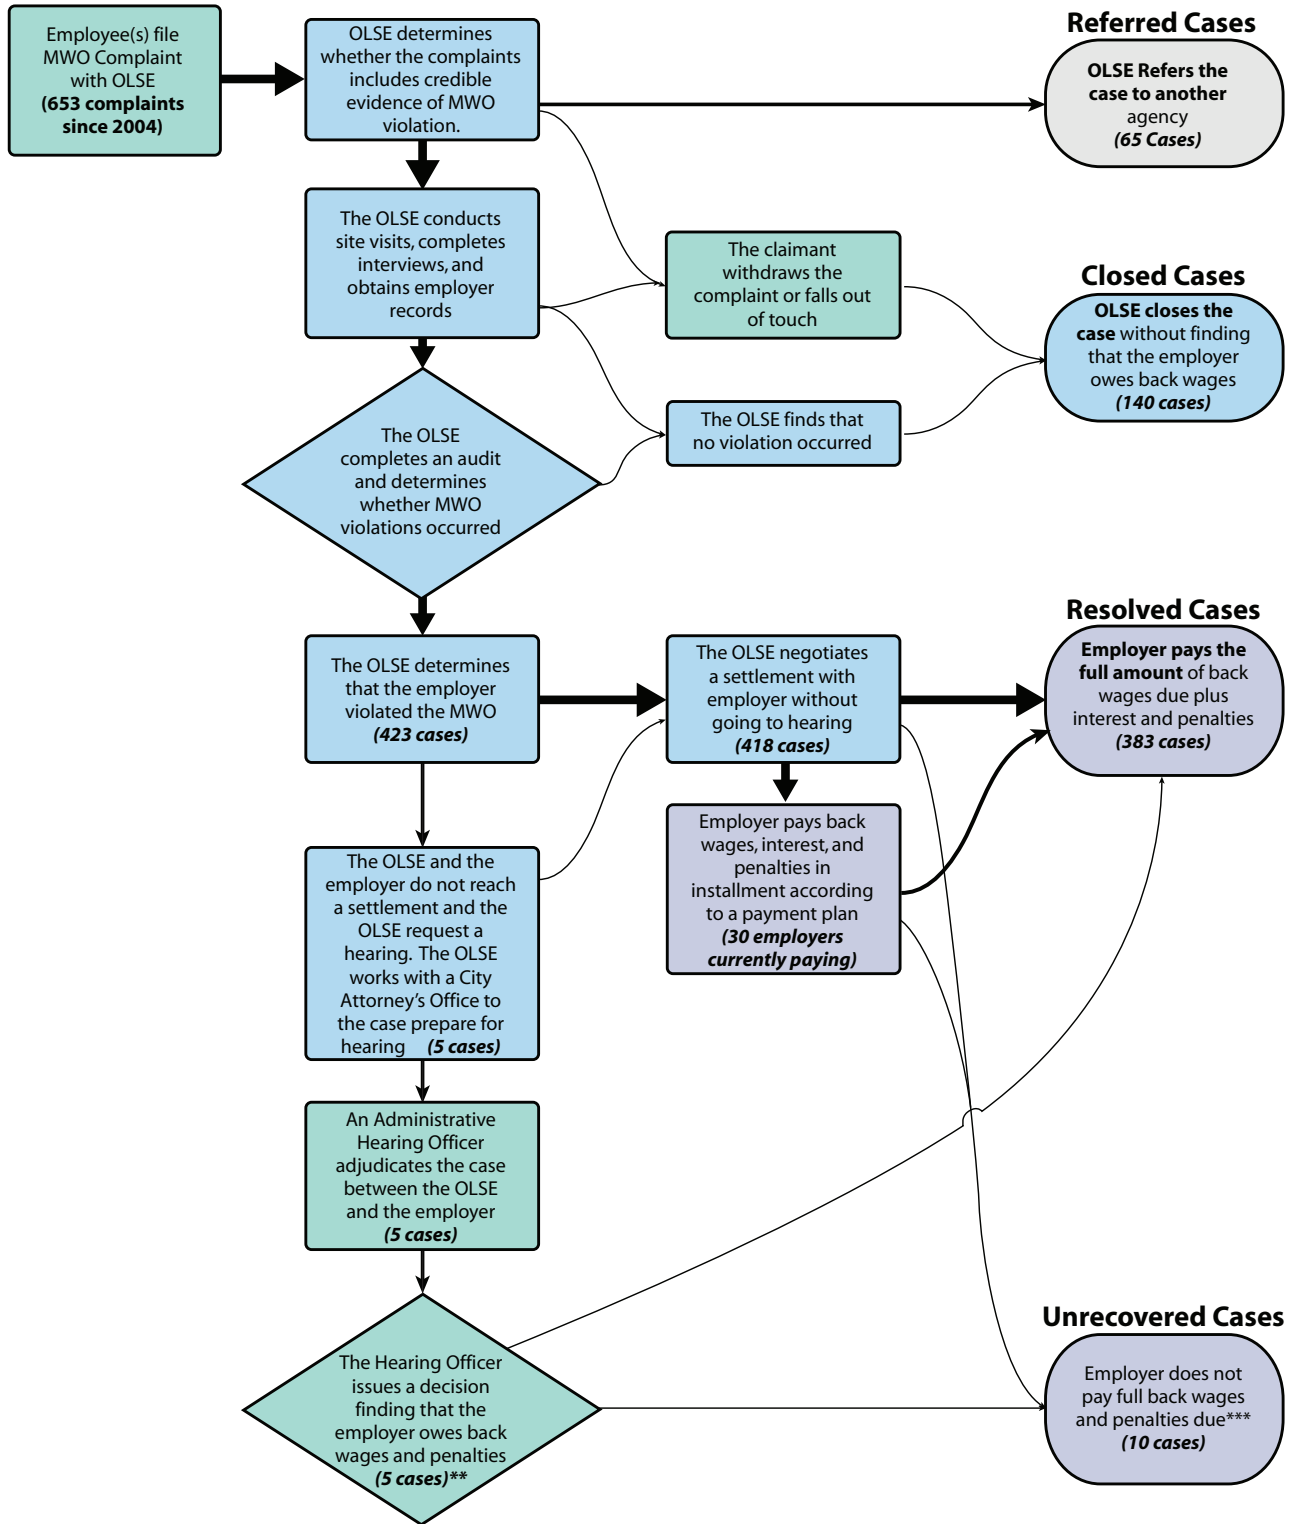 Employee(s) file
MWO Complaint
with OLSE
(653 complaints
since 2004)
OLSE determines
whether the complaints
includes credible
evidence of MWO
violation.
Referred Cases
OLSE Refers the
case to another
agency
(65 Cases)
The OLSE conducts
site visits, completes
interviews, and
obtains employer
records
The claimant
withdraws the
complaint or falls out
of touch
Closed Cases
OLSE closes the
case without finding
that the employer
owes back wages
(140 cases)
The OLSE finds that
no violation occurred
The OLSE
completes an audit
and determines
whether MWO
violations occurred
The OLSE determines
that the employer
violated the MWO
(423 cases)
The OLSE negotiates
a settlement with
employer without
going to hearing
(418 cases)
Resolved Cases
Employer pays the
full amount of back
wages due plus
interest and penalties
(383 cases)
Employer pays back
wages, interest, and
penalties in
installment according
to a payment plan
(30 employers
currently paying)
The OLSE and the
employer do not reach
a settlement and the
OLSE request a
hearing. The OLSE
works with a City
Attorney's Office to
the case prepare for
hearing (5 cases)
An Administrative
Hearing Officer
adjudicates the case
between the OLSE
and the employer
(5 cases)
The Hearing Officer
issues a decision
finding that the
employer owes back
wages and penalties
(5 cases)**
Unrecovered Cases
Employer does not
pay full back wages
and penalties due***
(10 cases)